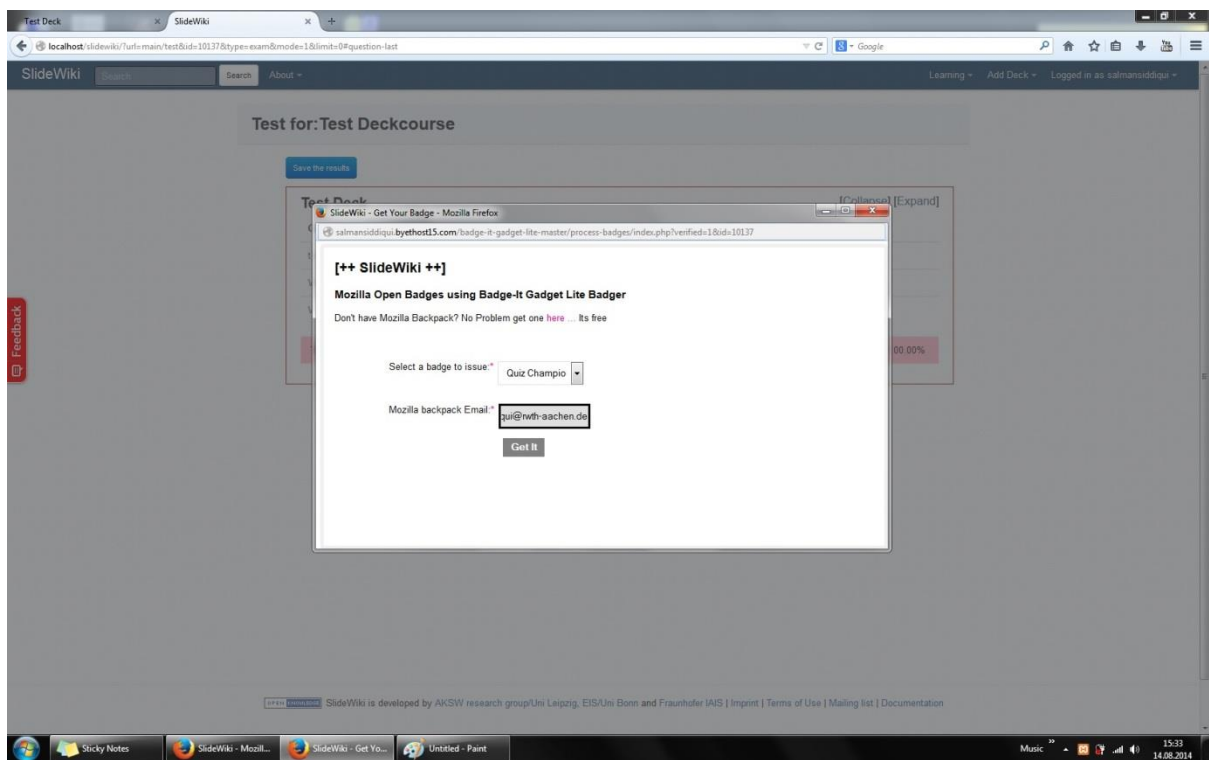 Test Deck
SlideWiki
localhost/slidewiki/?url=main/test&id=10137&type=exam&mode=1&limit=0#question-last
Google
SlideWiki
Search
Search
About
Learning
Add Deck
Logged in as salmansiddiqui
Test for:Test Deckcourse
Save the results
Test Deck
[Collapse] [Expand]
SlideWiki - Get Your Badge - Mozilla Firefox
salmansiddiqui.byethost15.com/badge-it-gadget-lite-master/process-badges/index.php?verified=1&id=10137
[++ SlideWiki ++]
Mozilla Open Badges using Badge-It Gadget Lite Badger
Don't have Mozilla Backpack? No Problem get one here ... Its free
Feedback
00.00%
Select a badge to issue:* Quiz Champio
Mozilla backpack Email:* qui@rwth-aachen.de
Get It
OPEN KNOWLEDGE SlideWiki is developed by AKSW research group/Uni Leipzig, EIS/Uni Bonn and Fraunhofer IAIS | Imprint | Terms of Use | Mailing list | Documentation
Sticky Notes
SlideWiki - Mozill...
SlideWiki - Get Yo...
Untitled - Paint
Music
15:33
14.08.2014